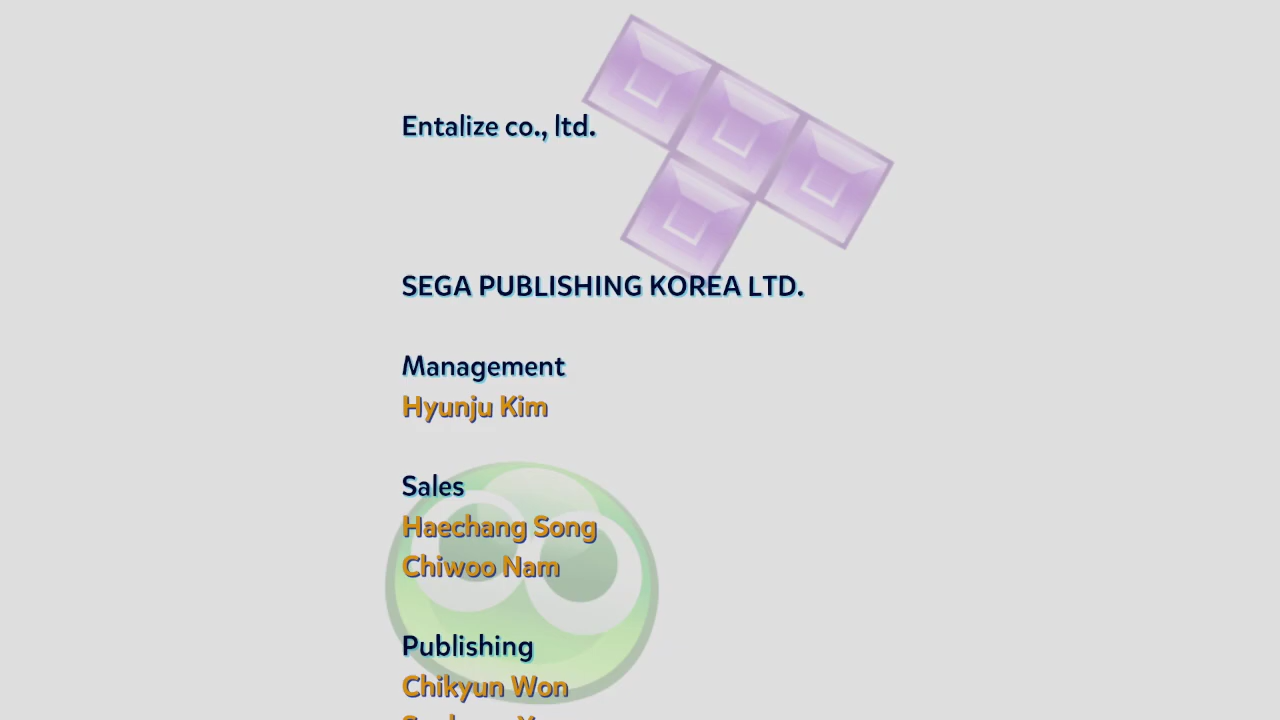 Entalize co., ltd.
SEGA PUBLISHING KOREA LTD.
Management
Hyunju Kim
Sales
Haechang Song
Chiwoo Nam
Publishing
Chikyun Won